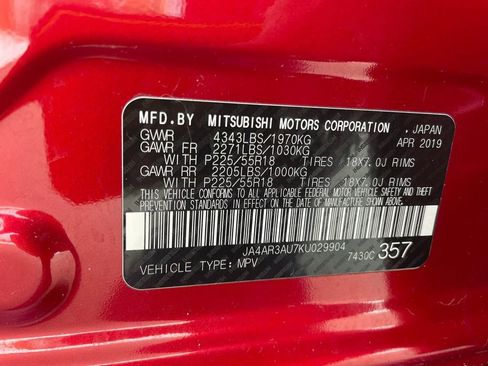 MFD.BY MITSUBISHI MOTORS CORPORATION, JAPAN
GVWR 4343LBS/1970KG APR 2019
GAWR FR 2271LBS/1030KG
WITH P225/55R18 TIRES 18X7.0J RIMS
GAWR RR 2205LBS/1000KG
WITH P225/55R18 TIRES 18X7.0J RIMS
THIS VEHICLE CONFORMS TO ALL APPLICABLE FEDERAL MOTOR VEHICLE SAFETY, BUMPER, AND THEFT
PREVENTION STANDARDS IN EFFECT ON THE DATE OF MANUFACTURE SHOWN ABOVE.
JA4AR3AU7KU029904
VEHICLE TYPE: MPV 7430C 357